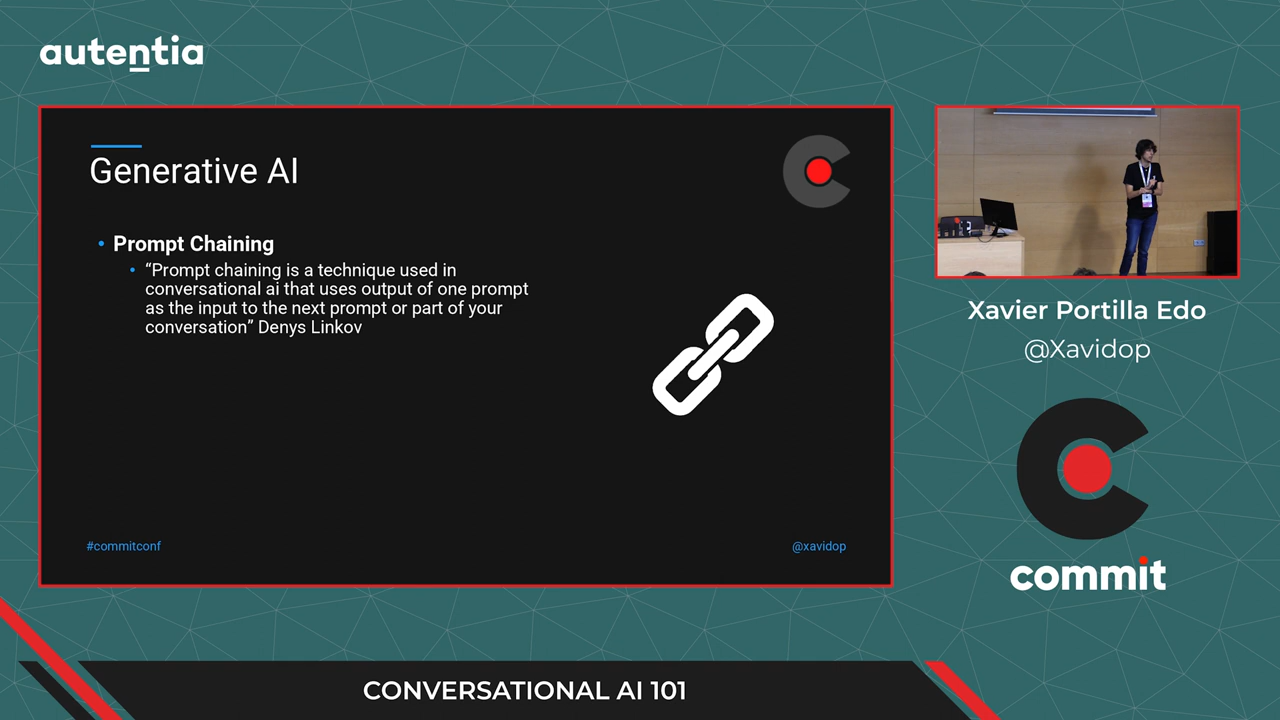 autentia
Generative AI
Prompt Chaining
“Prompt chaining is a technique used in
conversational ai that uses output of one prompt
as the input to the next prompt or part of your
conversation” Denys Linkov
#commitconf
@xavidop
Xavier Portilla Edo
@Xavidop
commit
CONVERSATIONAL AI 101